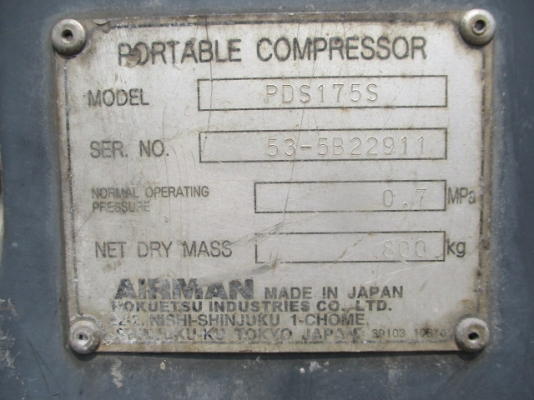 PORTABLE COMPRESSOR
MODEL PDS175S
SER. NO. 53-5B22911
NORMAL OPERATING PRESSURE 0.7 MPa
NET DRY MASS 800 kg
AIRMAN MADE IN JAPAN
HOKUETSU INDUSTRIES CO., LTD.
NISHI-SHINJUKU 1-CHOME
SHINJUKU-KU TOKYO JAPAN 39103